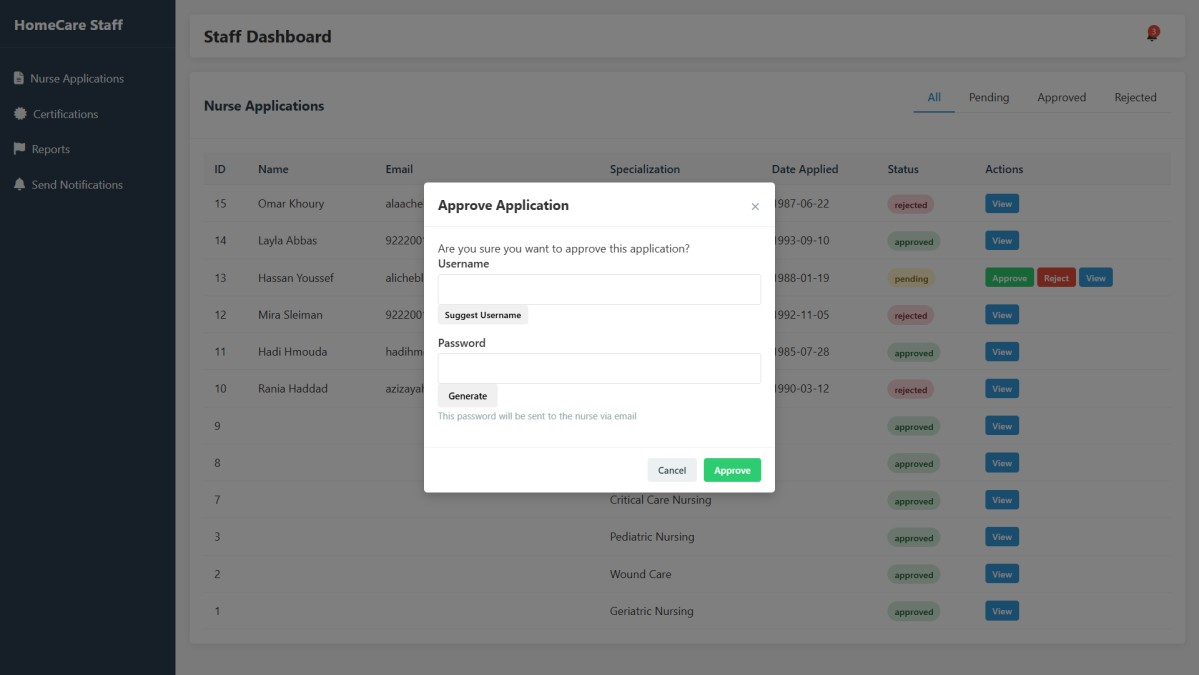 HomeCare Staff
Nurse Applications
Certifications
Reports
Send Notifications
Staff Dashboard
3
Nurse Applications
All Pending Approved Rejected
ID Name Email Specialization Date Applied Status Actions
15 Omar Khoury alaache 1987-06-22 rejected View
14 Layla Abbas 922200 1993-09-10 approved View
13 Hassan Youssef alichebl 1988-01-19 pending Approve Reject View
12 Mira Sleiman 922200 1992-11-05 rejected View
11 Hadi Hmouda hadihm 1985-07-28 approved View
10 Rania Haddad azizayal 1990-03-12 rejected View
9 approved View
8 approved View
7 Critical Care Nursing approved View
3 Pediatric Nursing approved View
2 Wound Care approved View
1 Geriatric Nursing approved View
Approve Application ×
Are you sure you want to approve this application?
Username
Suggest Username
Password
Generate
This password will be sent to the nurse via email
Cancel Approve